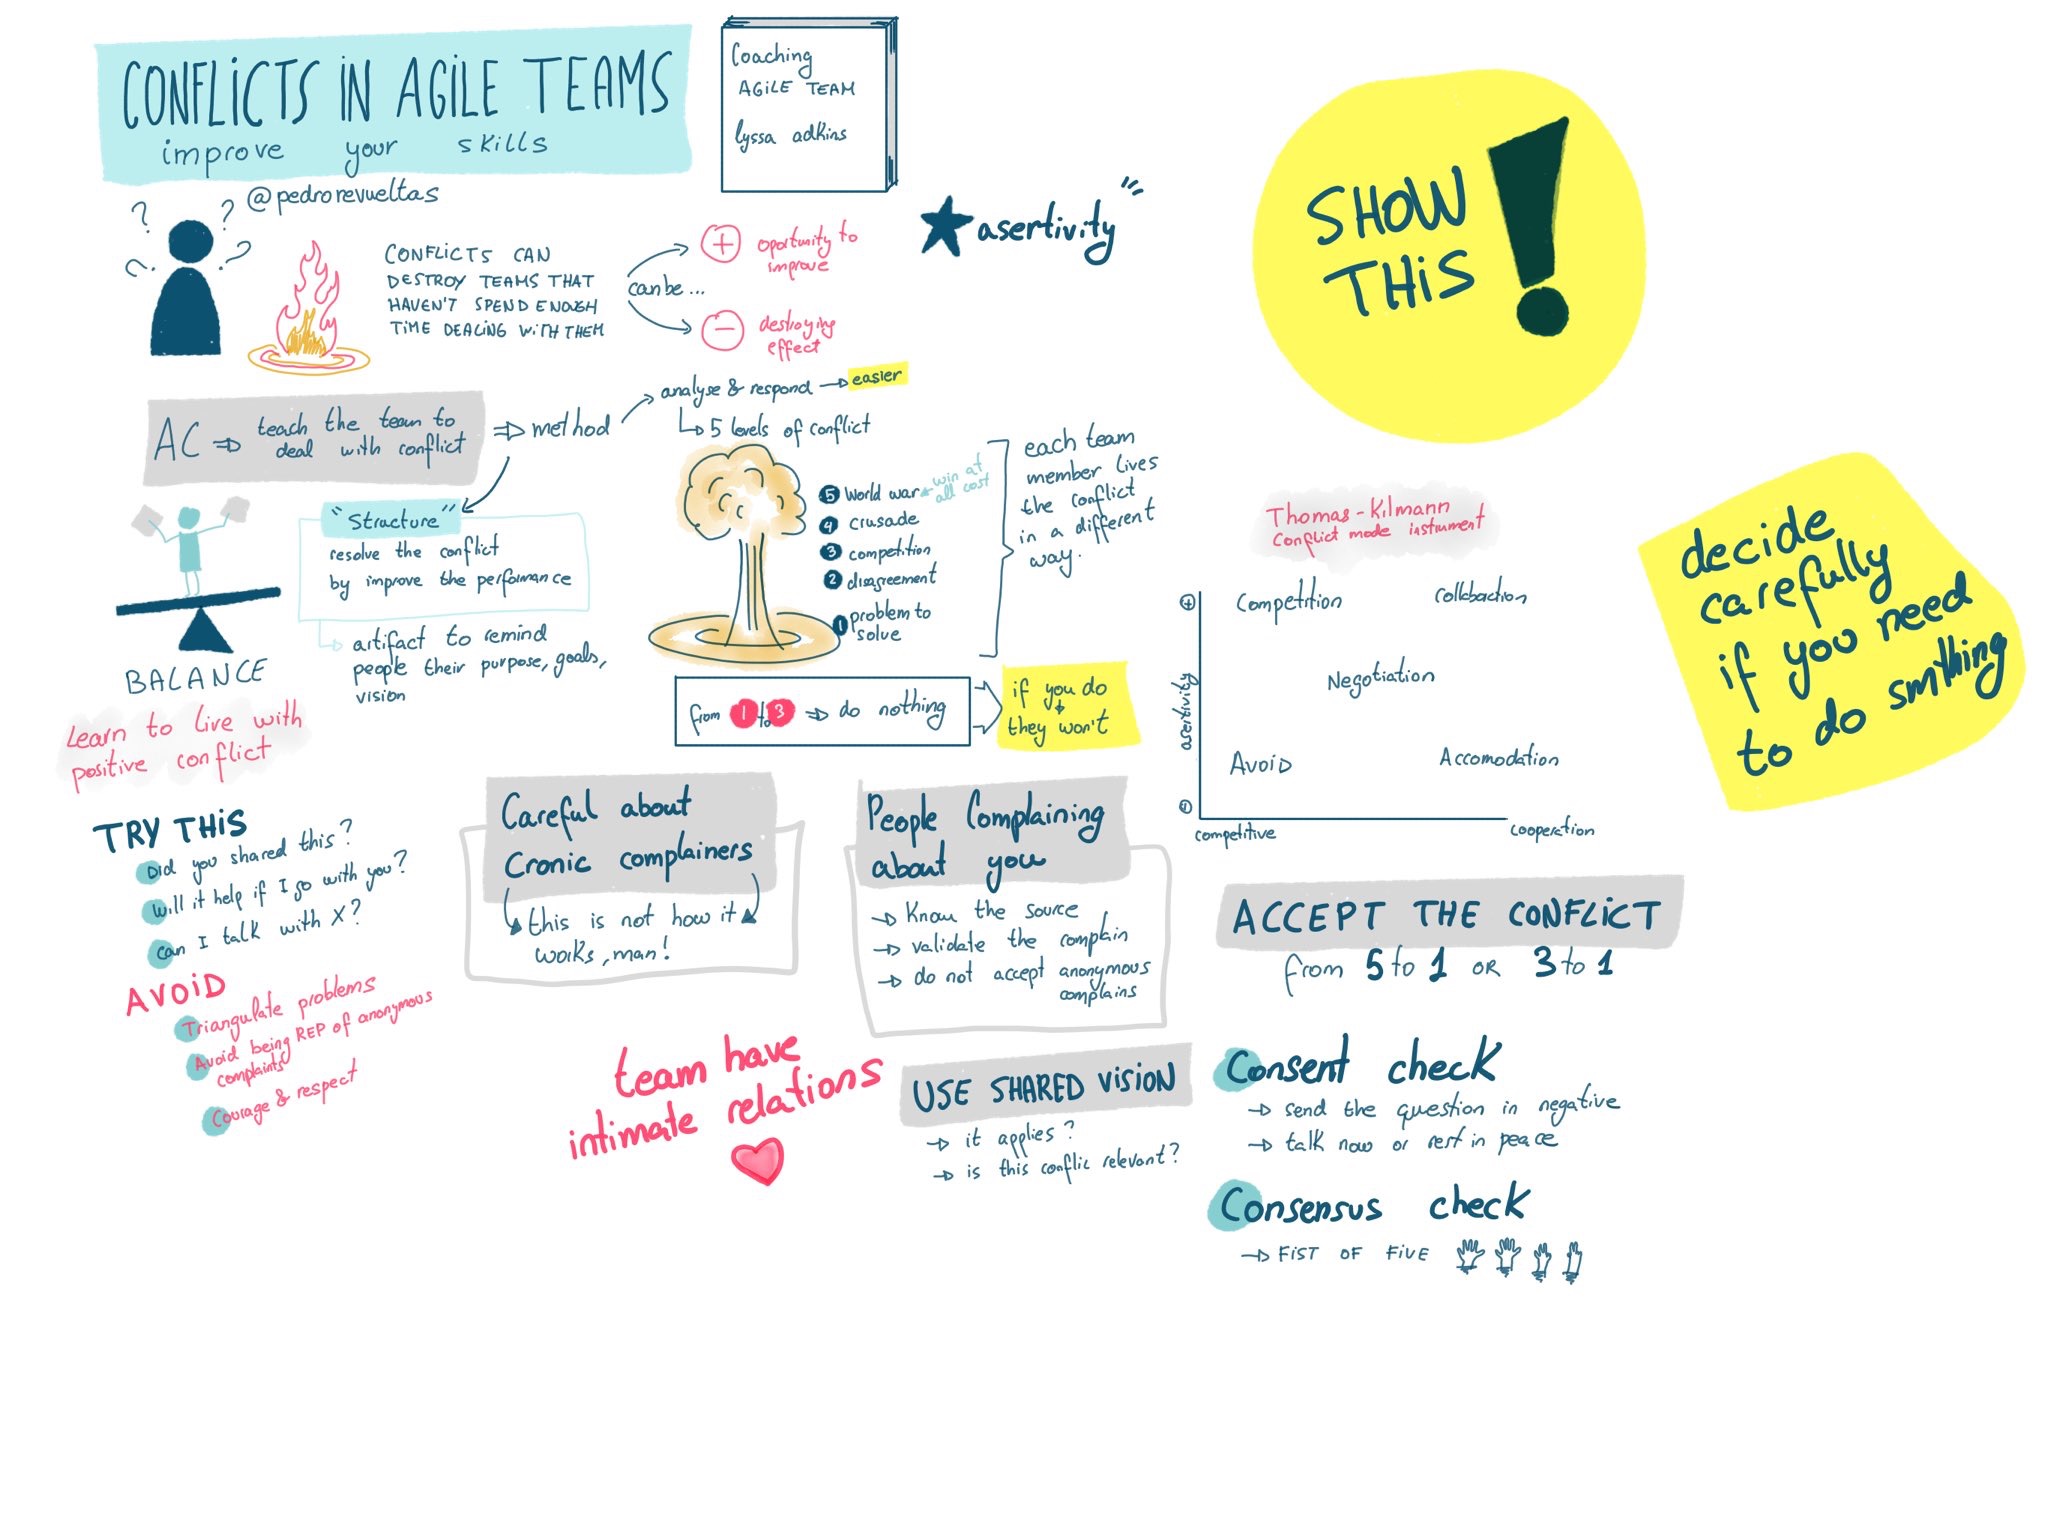 CONFLICTS IN AGILE TEAMS
improve your skills
@pedrorevueltas
Coaching
AGILE TEAM
lyssa adkins
asertivity
SHOW
THIS !
? ? ? ?
CONFLICTS CAN
DESTROY TEAMS THAT
HAVEN'T SPEND ENOUGH
TIME DEALING WITH THEM
can be ...
+ oportunity to
improve
- destroying
effect
AC ⇒ teach the team to
deal with conflict
⇒ method
analyse & respond → easier
↳ 5 levels of conflict
"Structure"
resolve the conflict
by improve the performance
artifact to remind
people their purpose, goals,
vision
BALANCE
Learn to live with
positive conflict
5 World war ← win at
all cost
4 crusade
3 competition
2 disagreement
1 problem to
solve
each team
member lives
the conflict
in a different
way.
from 1 to 3 ⇒ do nothing
if you do
they won't
Thomas-Kilmann
Conflict mode instrument
+
Competition
Negotiation
Avoid
Accomodation
asertivity
competitive
cooperation
decide
carefully
if you need
to do smthing
TRY THIS
Did you shared this?
Will it help if I go with you?
Can I talk with X?
AVOID
Triangulate problems
Avoid being REP of anonymous
complaints
Courage & respect
Careful about
Cronic complainers
this is not how it
works, man!
People Complaining
about you
→ Know the source
→ validate the complain
→ do not accept anonymous
complains
team have
intimate relations
USE SHARED VISION
→ it applies?
→ is this conflic relevant?
ACCEPT THE CONFLICT
from 5 to 1 OR 3 to 1
Consent check
→ send the question in negative
→ talk now or rest in peace
Consensus check
→ FIST OF FIVE